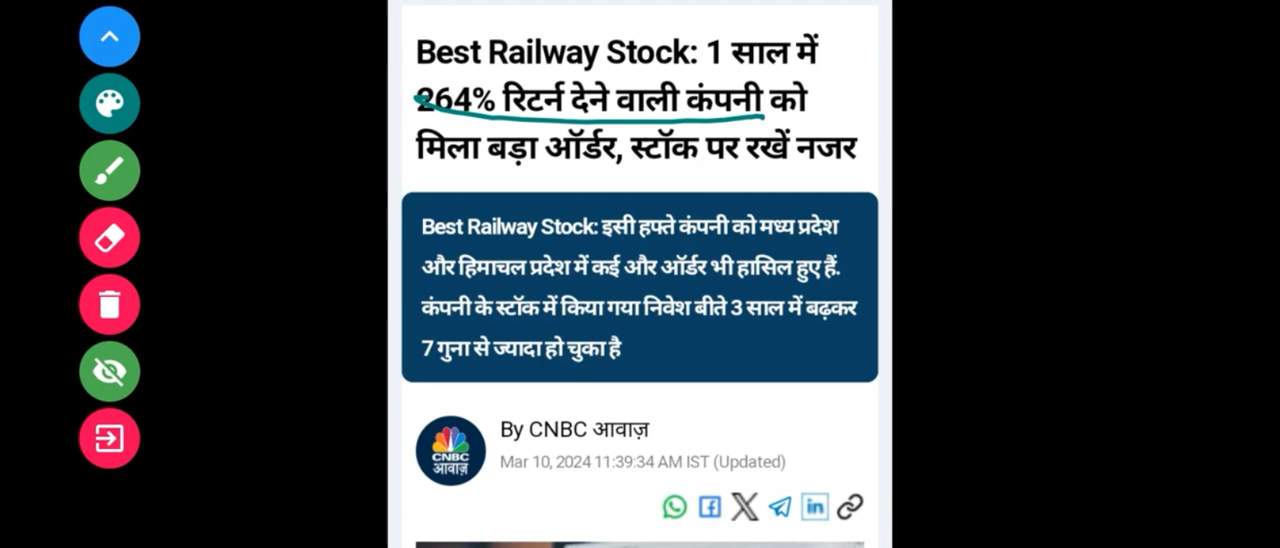 Best Railway Stock: 1 साल में
264% रिटर्न देने वाली कंपनी को
मिला बड़ा ऑर्डर, स्टॉक पर रखें नजर
Best Railway Stock: इसी हफ्ते कंपनी को मध्य प्रदेश
और हिमाचल प्रदेश में कई और ऑर्डर भी हासिल हुए हैं.
कंपनी के स्टॉक में किया गया निवेश बीते 3 साल में बढ़कर
7 गुना से ज्यादा हो चुका है
CNBC
आवाज़
By CNBC आवाज़
Mar 10, 2024 11:39:34 AM IST (Updated)